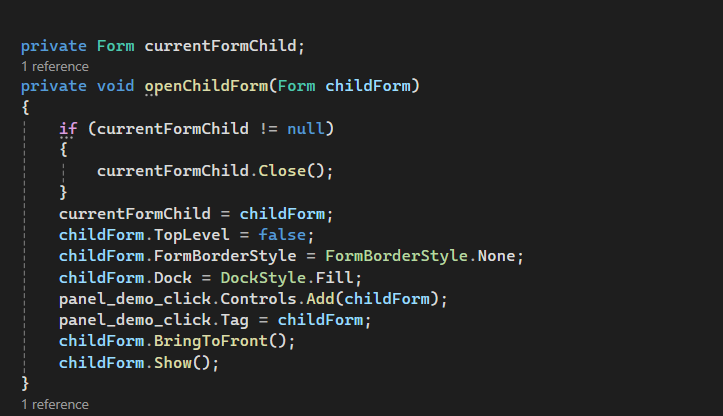 private Form currentFormChild;
1 reference
private void openChildForm(Form childForm)
{
if (currentFormChild != null)
{
currentFormChild.Close();
}
currentFormChild = childForm;
childForm.TopLevel = false;
childForm.FormBorderStyle = FormBorderStyle.None;
childForm.Dock = DockStyle.Fill;
panel_demo_click.Controls.Add(childForm);
panel_demo_click.Tag = childForm;
childForm.BringToFront();
childForm.Show();
}
1 reference